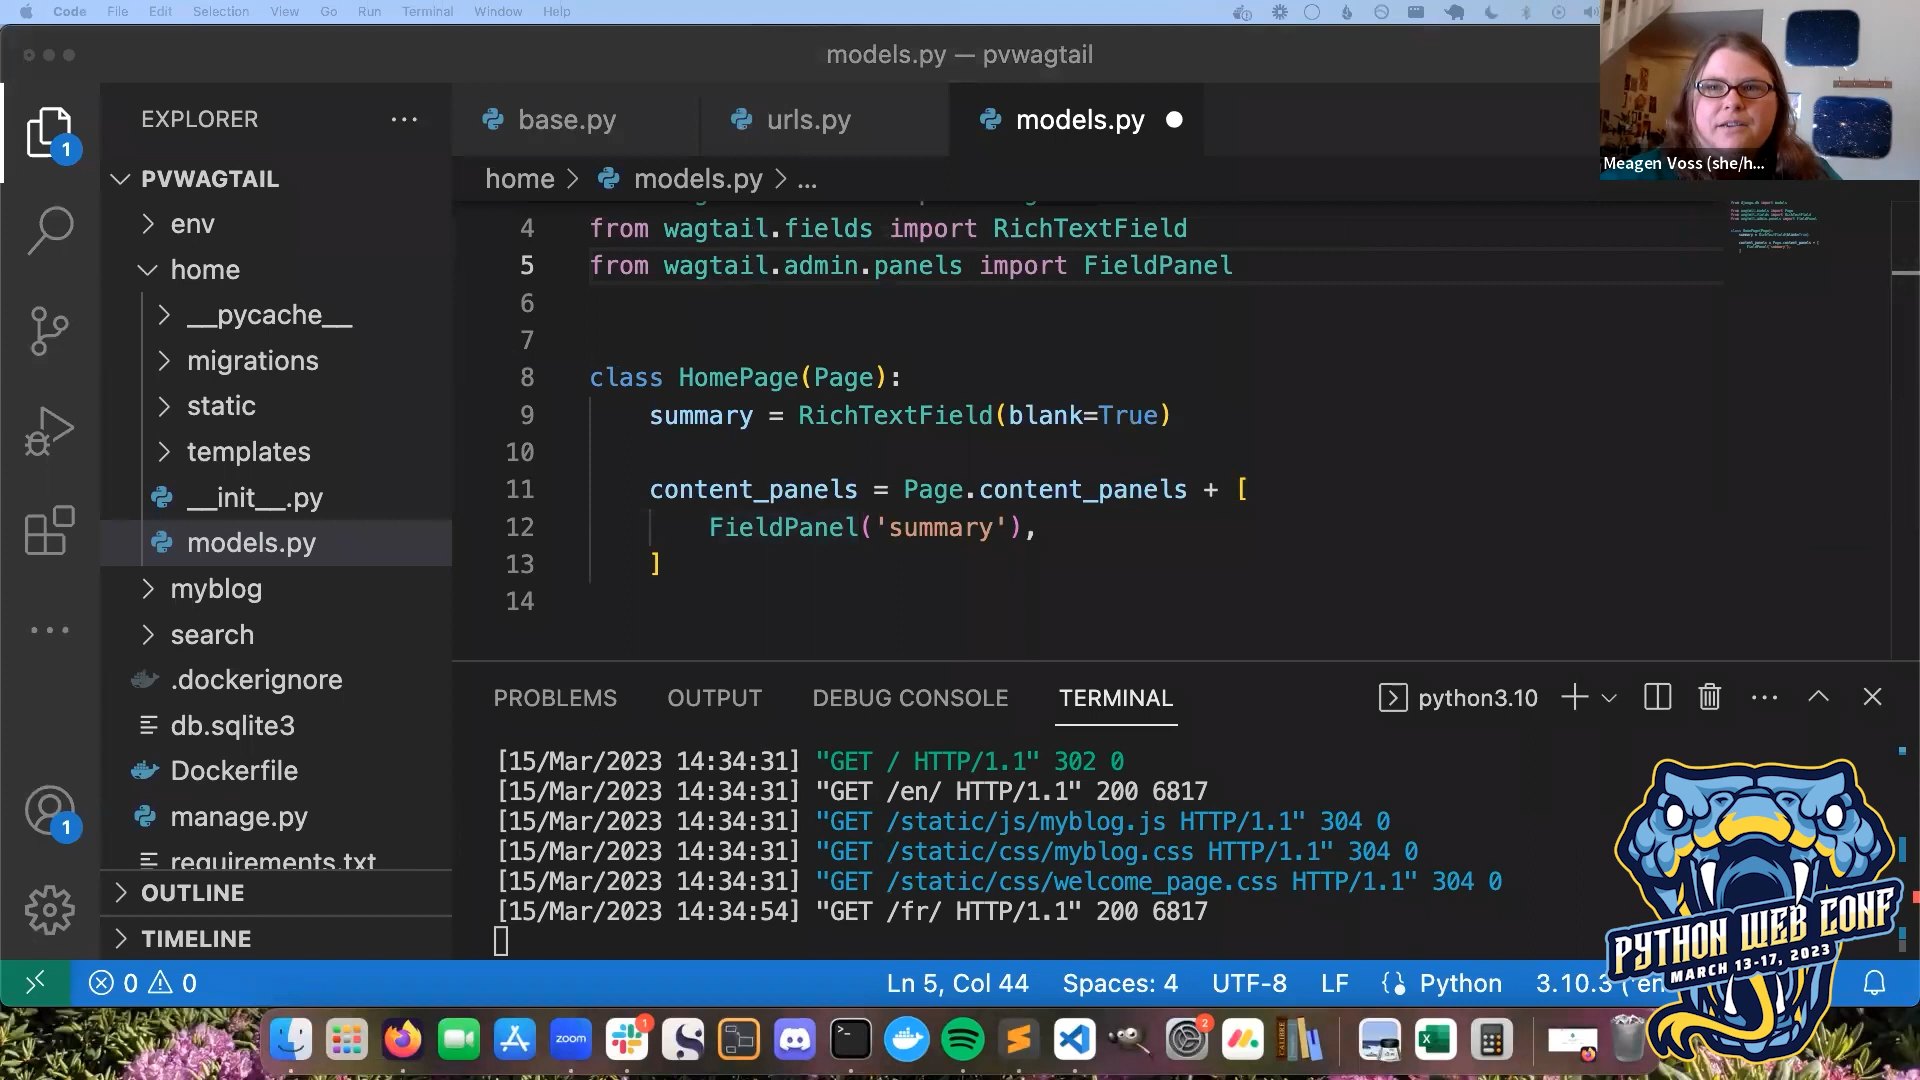 Code File Edit Selection View Go Run Terminal Window Help
models.py — pvwagtail
Meagen Voss (she/h...
EXPLORER
1
PVWAGTAIL
env
home
__pycache__
migrations
static
templates
__init__.py
models.py
myblog
search
.dockerignore
db.sqlite3
Dockerfile
manage.py
requirements.txt
OUTLINE
TIMELINE
1
base.py urls.py models.py
home > models.py > ...
4 from wagtail.fields import RichTextField
5 from wagtail.admin.panels import FieldPanel
6
7
8 class HomePage(Page):
9 summary = RichTextField(blank=True)
10
11 content_panels = Page.content_panels + [
12 FieldPanel('summary'),
13 ]
14
PROBLEMS OUTPUT DEBUG CONSOLE TERMINAL python3.10
[15/Mar/2023 14:34:31] "GET / HTTP/1.1" 302 0
[15/Mar/2023 14:34:31] "GET /en/ HTTP/1.1" 200 6817
[15/Mar/2023 14:34:31] "GET /static/js/myblog.js HTTP/1.1" 304 0
[15/Mar/2023 14:34:31] "GET /static/css/myblog.css HTTP/1.1" 304 0
[15/Mar/2023 14:34:31] "GET /static/css/welcome_page.css HTTP/1.1" 304 0
[15/Mar/2023 14:34:54] "GET /fr/ HTTP/1.1" 200 6817
PYTHON WEB CONF
MARCH 13-17, 2023
0 0 Ln 5, Col 44 Spaces: 4 UTF-8 LF Python 3.10.3 ('en
zoom
1
2